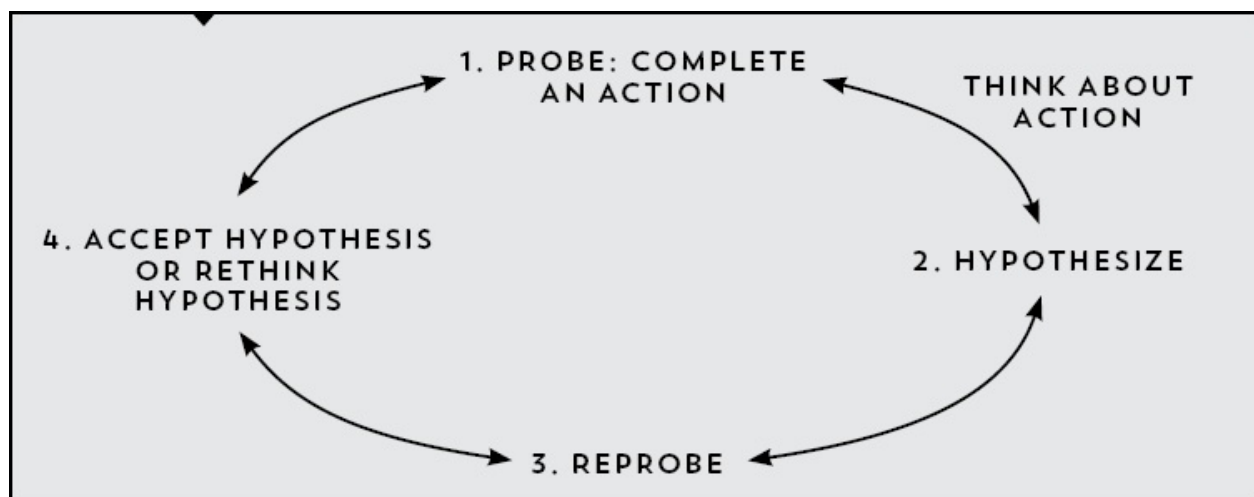 1. PROBE: COMPLETE
AN ACTION
THINK ABOUT
ACTION
2. HYPOTHESIZE
3. REPROBE
4. ACCEPT HYPOTHESIS
OR RETHINK
HYPOTHESIS